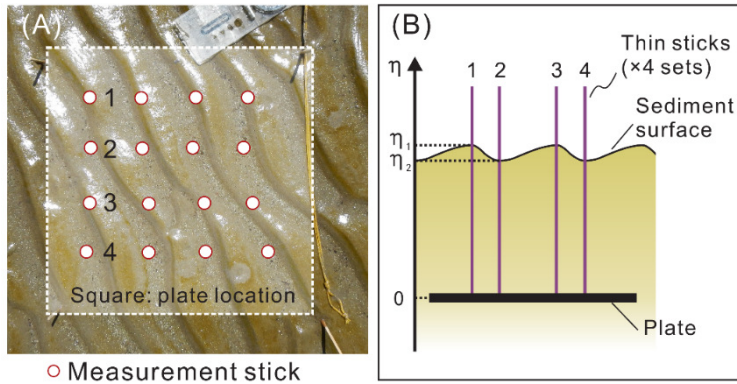 (A)
1
2
3
4
Square: plate location
Measurement stick
(B)
η
1 2 3 4
Thin sticks
(×4 sets)
Sediment
surface
η₁
η₂
0
Plate